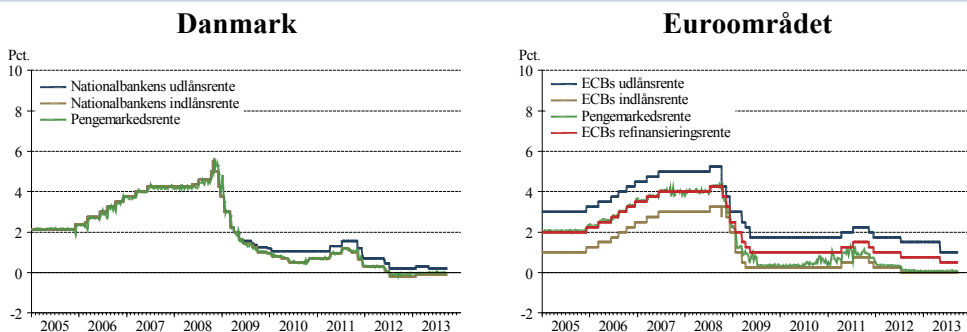 Danmark
Pct.
10
8
6
4
2
0
-2
Nationalbankens udlånsrente
Nationalbankens indlånsrente
Pengemarkedsrente
2005 2006 2007 2008 2009 2010 2011 2012 2013
Euroområdet
Pct.
10
8
6
4
2
0
-2
ECBs udlånsrente
ECBs indlånsrente
Pengemarkedsrente
ECBs refinansieringsrente
2005 2006 2007 2008 2009 2010 2011 2012 2013